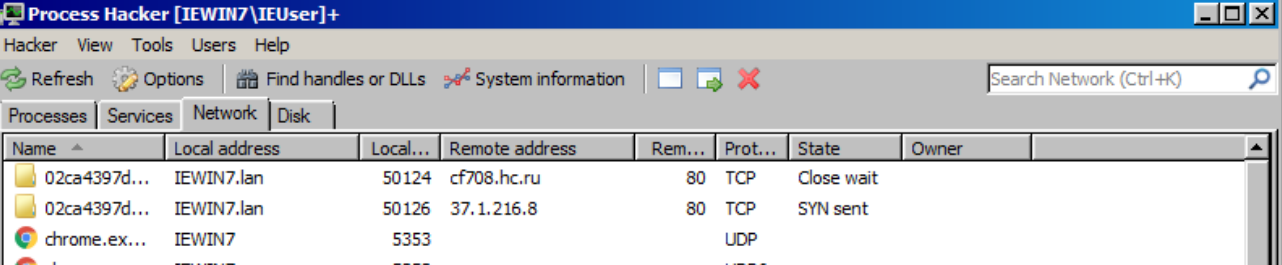 Process Hacker [IEWIN7\IEUser]+
Hacker View Tools Users Help
Refresh Options Find handles or DLLs System information Search Network (Ctrl+K)
Processes Services Network Disk
Name Local address Local... Remote address Rem... Prot... State Owner
02ca4397d... IEWIN7.lan 50124 cf708.hc.ru 80 TCP Close wait
02ca4397d... IEWIN7.lan 50126 37.1.216.8 80 TCP SYN sent
chrome.ex... IEWIN7 5353 UDP